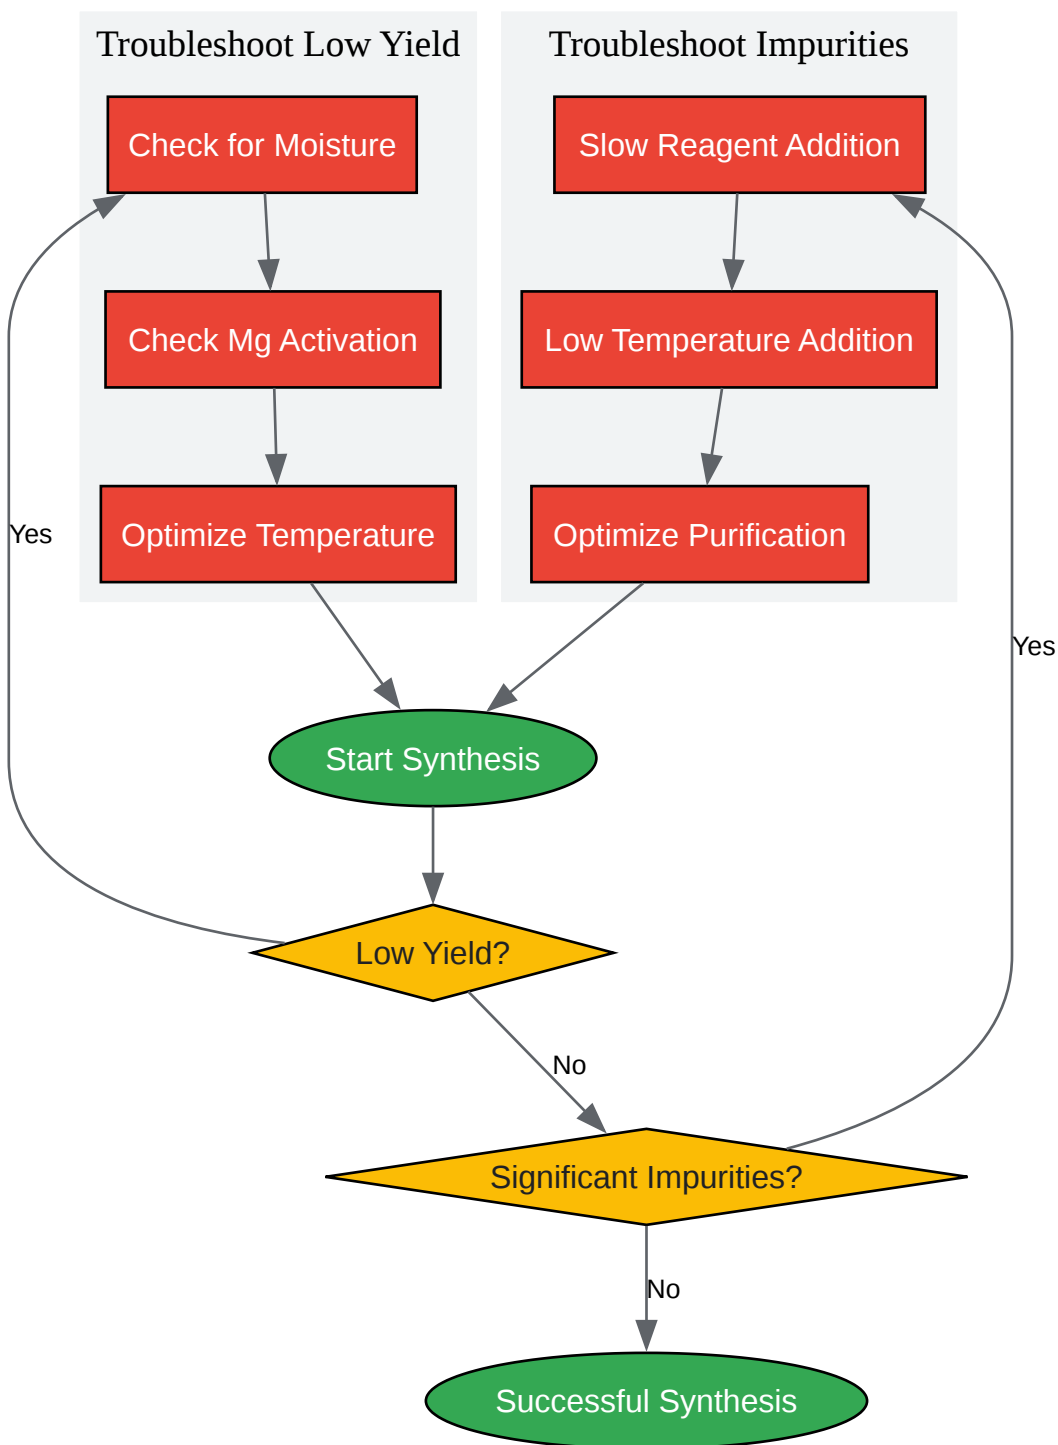 Troubleshoot Low Yield
Troubleshoot Impurities
Check for Moisture
Slow Reagent Addition
Check Mg Activation
Low Temperature Addition
Optimize Temperature
Optimize Purification
Yes
Yes
Start Synthesis
Low Yield?
No
Significant Impurities?
No
Successful Synthesis